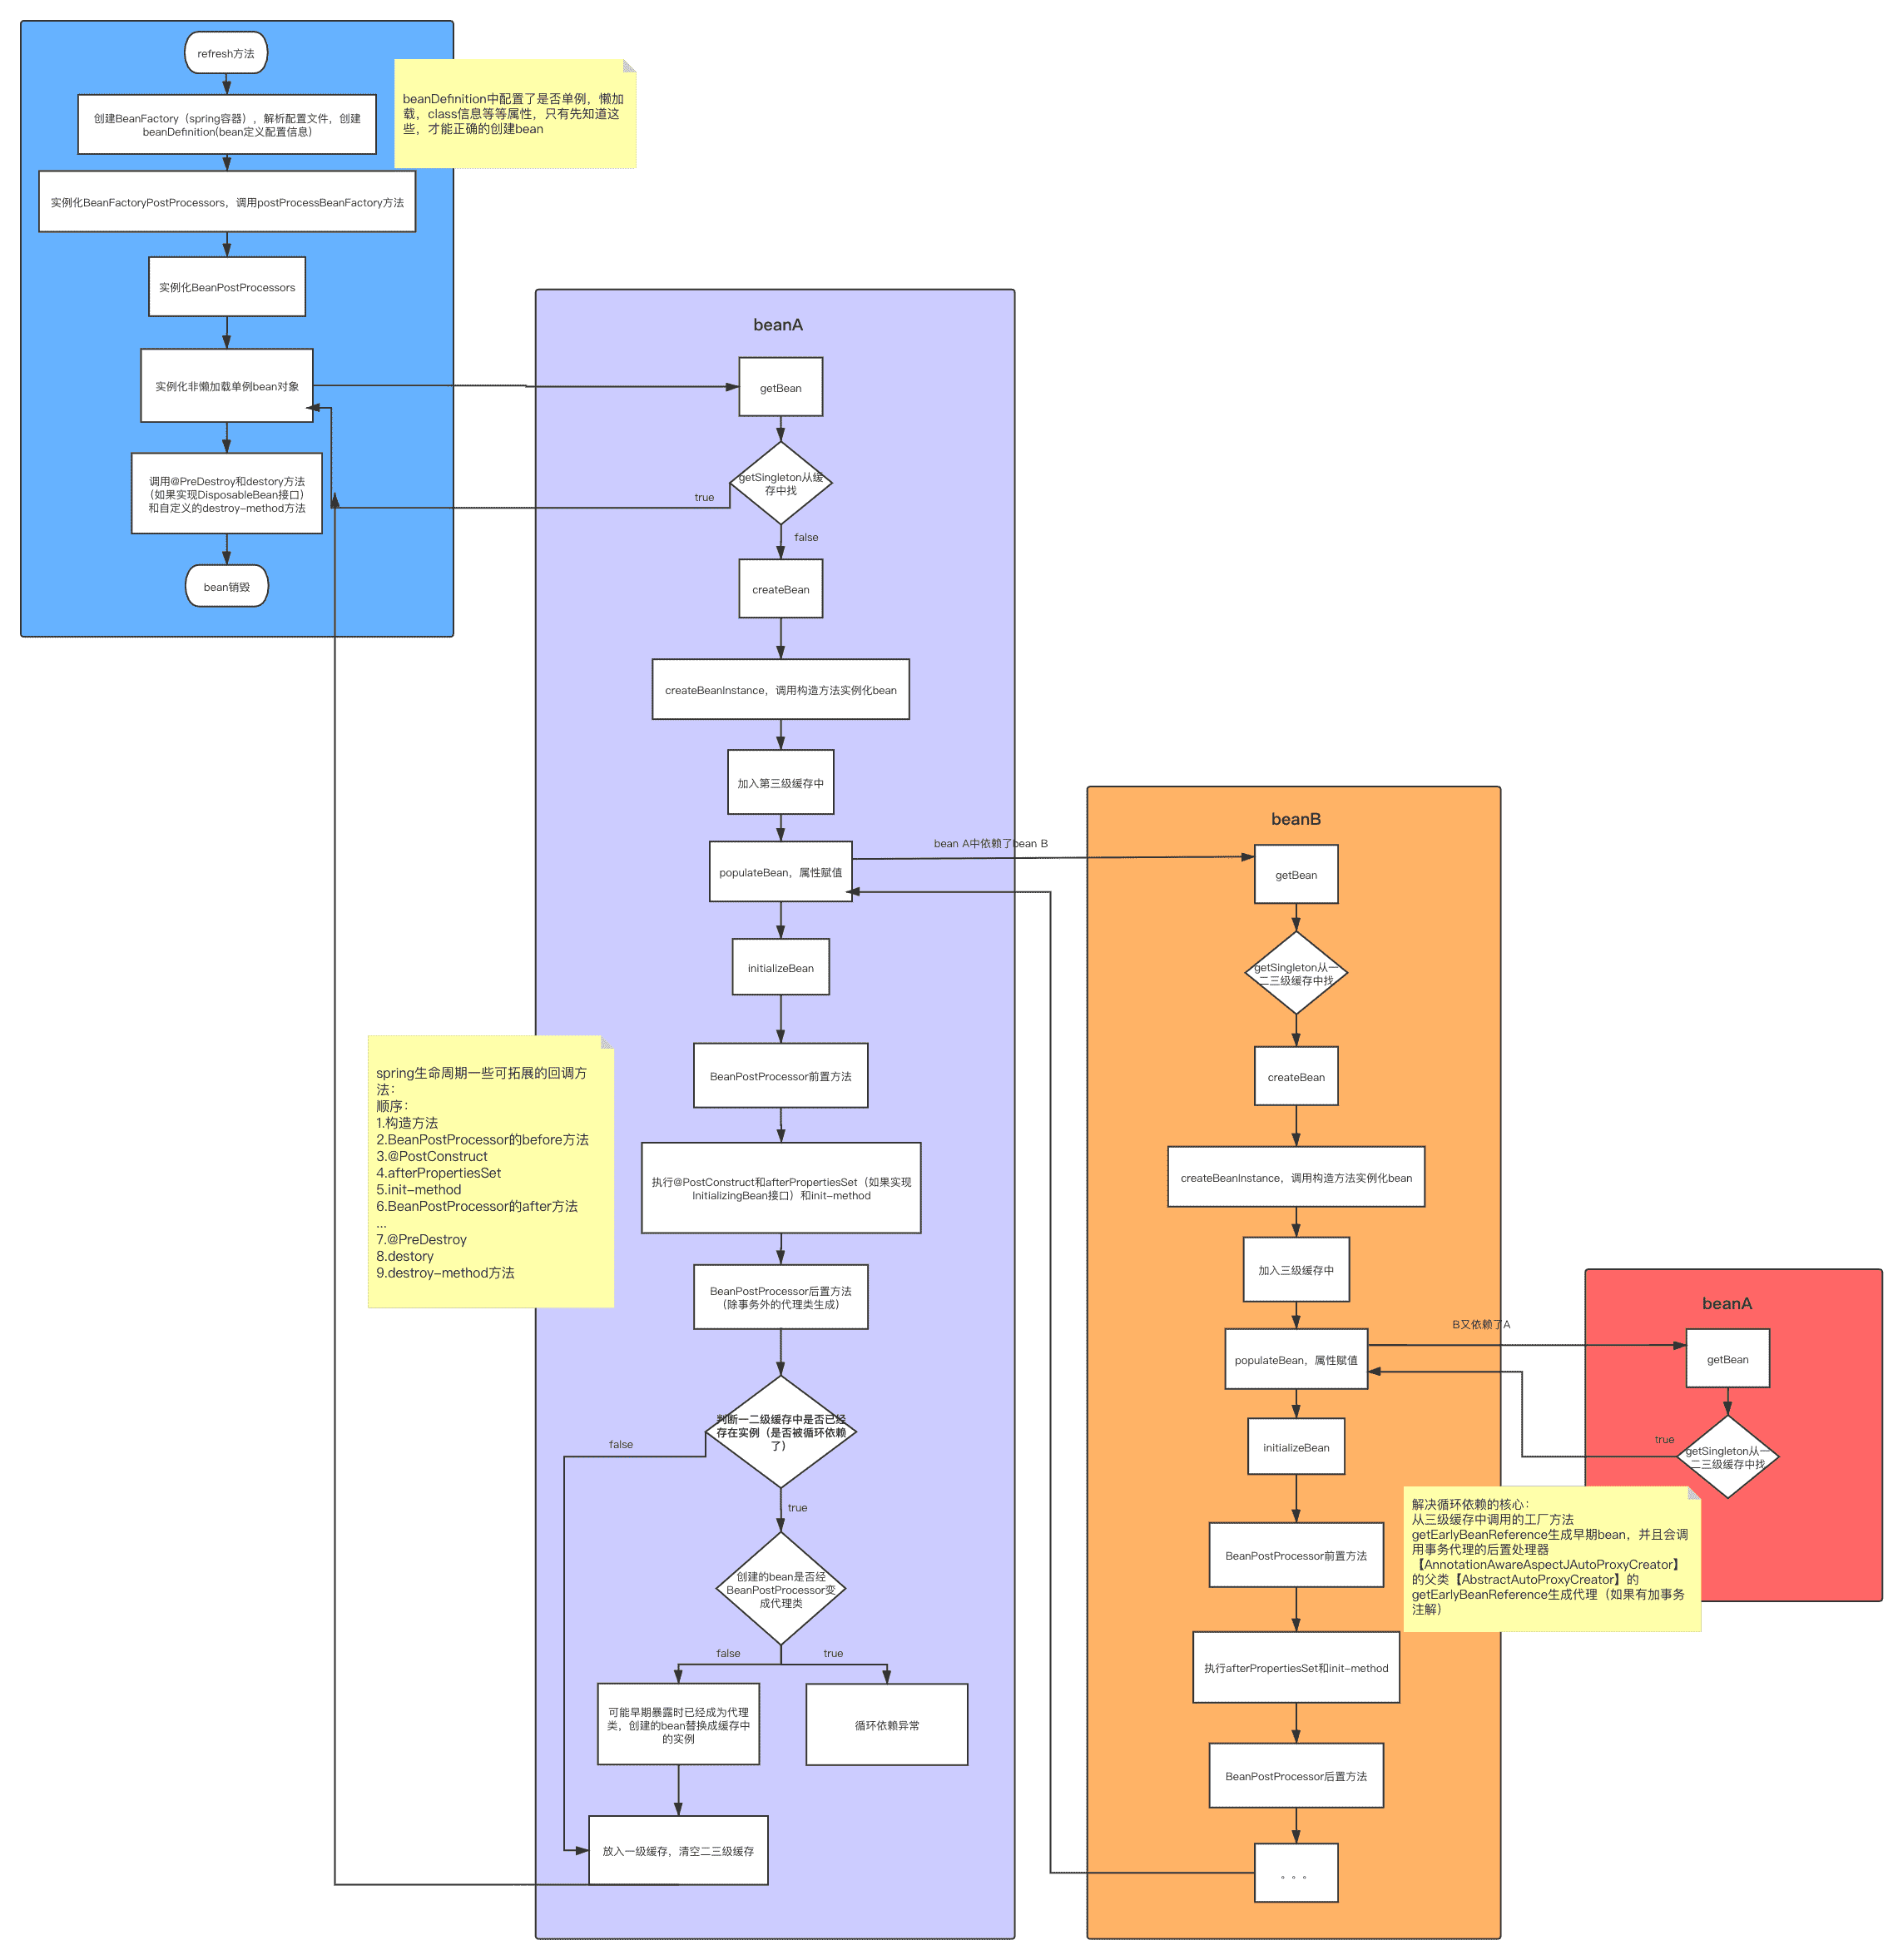 refresh方法
创建BeanFactory（spring容器），解析配置文件，创建
beanDefinition(bean定义配置信息)
实例化BeanFactoryPostProcessors，调用postProcessBeanFactory方法
实例化BeanPostProcessors
实例化非懒加载单例bean对象
调用@PreDestroy和destory方法
（如果实现DisposableBean接口）
和自定义的destroy-method方法
bean销毁
beanDefinition中配置了是否单例，懒加
载，class信息等等属性，只有先知道这
些，才能正确的创建bean
beanA
getBean
getSingleton从缓
存中找
true
false
createBean
createBeanInstance，调用构造方法实例化bean
加入第三级缓存中
populateBean，属性赋值
bean A中依赖了bean B
initializeBean
BeanPostProcessor前置方法
执行@PostConstruct和afterPropertiesSet（如果实现
InitializingBean接口）和init-method
BeanPostProcessor后置方法
（除事务外的代理类生成）
判断一二级缓存中是否已经
存在实例（是否被循环依赖
了）
false
true
创建的bean是否经
BeanPostProcessor变
成代理类
false
true
可能早期暴露时已经成为代理
类，创建的bean替换成缓存中
的实例
循环依赖异常
放入一级缓存，清空二三级缓存
spring生命周期一些可拓展的回调方
法：
顺序：
1.构造方法
2.BeanPostProcessor的before方法
3.@PostConstruct
4.afterPropertiesSet
5.init-method
6.BeanPostProcessor的after方法
...
7.@PreDestroy
8.destory
9.destroy-method方法
beanB
getBean
getSingleton从一
二三级缓存中找
createBean
createBeanInstance，调用构造方法实例化bean
加入三级缓存中
populateBean，属性赋值
B又依赖了A
initializeBean
BeanPostProcessor前置方法
执行afterPropertiesSet和init-method
BeanPostProcessor后置方法
。。。
beanA
getBean
true
getSingleton从一
二三级缓存中找
解决循环依赖的核心：
从三级缓存中调用的工厂方法
getEarlyBeanReference生成早期bean，并且会调
用事务代理的后置处理器
【AnnotationAwareAspectJAutoProxyCreator】
的父类【AbstractAutoProxyCreator】的
getEarlyBeanReference生成代理（如果有加事务
注解）